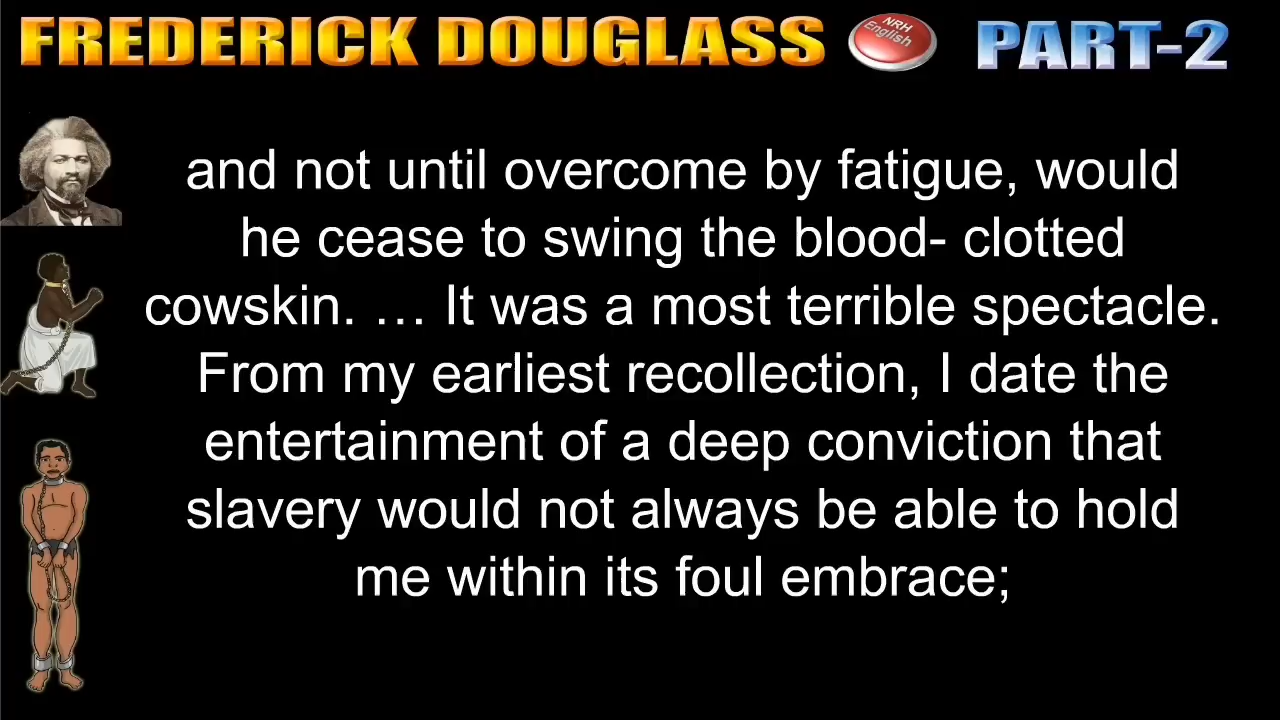 FREDERICK DOUGLASS
NRH
English
PART-2
and not until overcome by fatigue, would
he cease to swing the blood- clotted
cowskin. … It was a most terrible spectacle.
From my earliest recollection, I date the
entertainment of a deep conviction that
slavery would not always be able to hold
me within its foul embrace;